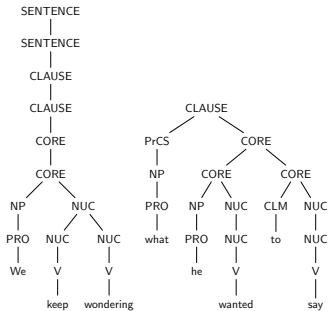 SENTENCE
SENTENCE
CLAUSE
CLAUSE CLAUSE
CORE PrCS CORE
CORE NP CORE CORE
NP NUC PRO NP NUC CLM NUC
PRO NUC NUC what PRO NUC to NUC
We V V he V V
keep wondering wanted say